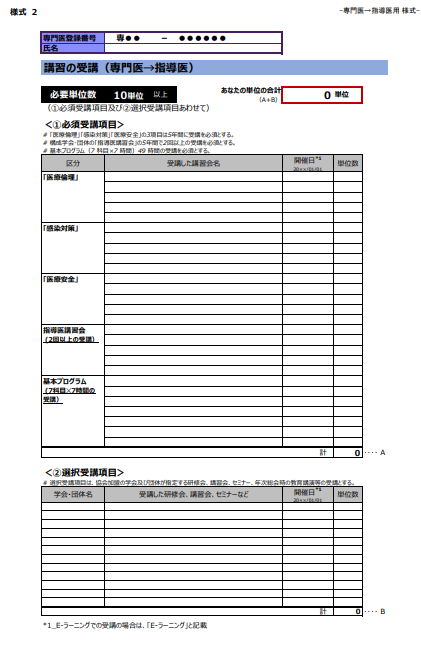 様式 2
−専門医→指導医用 様式−
専門医登録番号 専●● − ●●●●●●
氏名
講習の受講（専門医→指導医）
必要単位数 10単位 以上
あなたの単位の合計 0 単位
(A+B)
（①必須受講項目及び②選択受講項目あわせて）
＜①必須受講項目＞
# 「医療倫理」「感染対策」「医療安全」の3項目は5年間に受講を必須とする。
# 構成学会・団体の「指導医講習会」の5年間で2回以上の受講を必須とする。
# 基本プログラム（7 科目×7 時間）49 時間の受講を必須とする。
区分 受講した講習会名 開催日*1 単位数
20××/01/01
「医療倫理」
「感染対策」
「医療安全」
指導医講習会
（2回以上の受講）
基本プログラム
（7科目×7時間の
受講）
計 0 ‥‥ A
＜②選択受講項目＞
# 選択受講項目は、協会加盟の学会及び団体が指定する研修会、講習会、セミナー、年次総会時の教育講演等の受講とする。
学会・団体名 受講した研修会、講習会、セミナーなど 開催日*1 単位数
20××/01/01
計 0 ‥‥ B
*1_E-ラーニングでの受講の場合は、「E-ラーニング」と記載